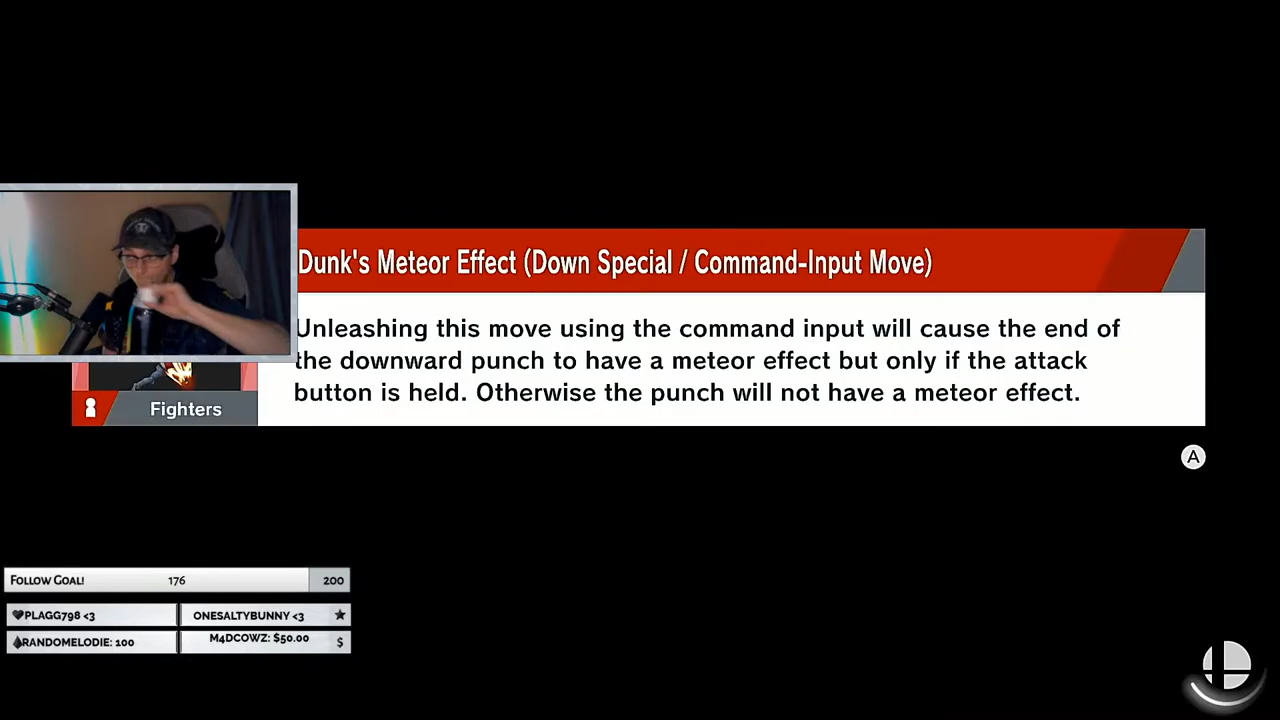 Dunk's Meteor Effect (Down Special / Command-Input Move)
Unleashing this move using the command input will cause the end of
the downward punch to have a meteor effect but only if the attack
button is held. Otherwise the punch will not have a meteor effect.
Fighters
A
FOLLOW GOAL! 176 200
PLAGG798 <3 ONESALTYBUNNY <3
RANDOMELODIE: 100 M4DCOWZ: $50.00 $